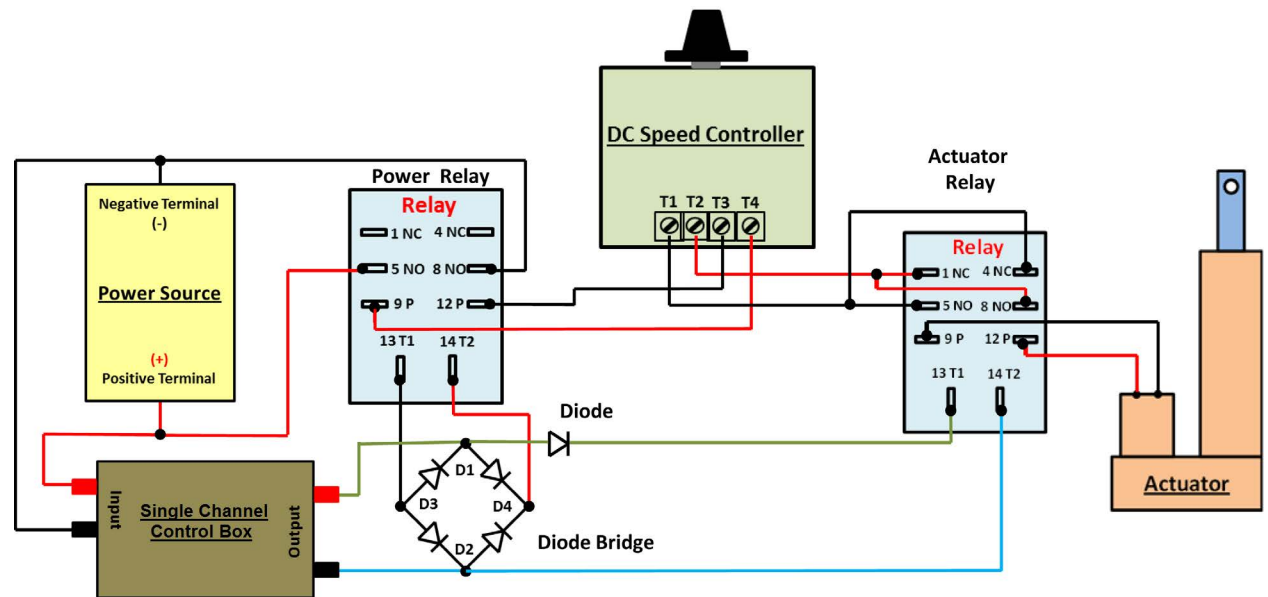 Negative Terminal
(-)
Power Source
(+)
Positive Terminal
Power Relay
Relay
1 NC 4 NC
5 NO 8 NO
9 P 12 P
13 T1 14 T2
DC Speed Controller
T1 T2 T3 T4
Actuator
Relay
Relay
1 NC 4 NC
5 NO 8 NO
9 P 12 P
13 T1 14 T2
Diode
D1
D3 D4
D2
Diode Bridge
Input
Single Channel
Control Box
Output
Actuator